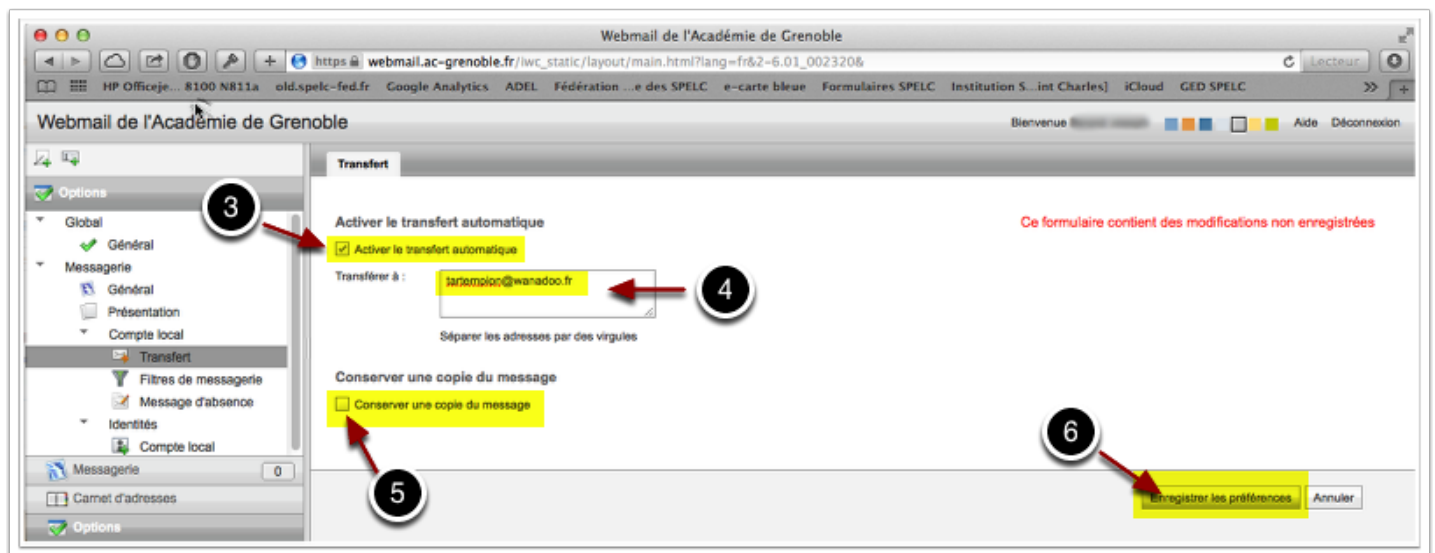 Webmail de l'Académie de Grenoble
https webmail.ac-grenoble.fr/iwc_static/layout/main.html?lang=fr&2-6.01_002320& Lecteur
HP Officeje... 8100 N811a old.spelc-fed.fr Google Analytics ADEL Fédération ...e des SPELC e-carte bleue Formulaires SPELC Institution S...int Charles] iCloud GED SPELC >> +
Webmail de l'Académie de Grenoble Bienvenue Aide Déconnexion
Transfert
Options
3
Global
Activer le transfert automatique Ce formulaire contient des modifications non enregistrées
Général
Activer le transfert automatique
Messagerie
Transférer à : tartempion@wanadoo.fr
4
Général
Présentation
Compte local
Séparer les adresses par des virgules
Transfert
Filtres de messagerie
Conserver une copie du message
Message d'absence
Conserver une copie du message
Identités
6
Compte local
Messagerie 0
5
Carnet d'adresses
Enregistrer les préférences Annuler
Options